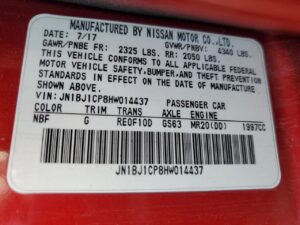 MANUFACTURED BY NISSAN MOTOR CO.,LTD.
DATE: 7/17 GVWR/PNBV: 4340 LBS.
GAWR/PNBE FR: 2325 LBS. RR: 2050 LBS.
THIS VEHICLE CONFORMS TO ALL APPLICABLE FEDERAL
MOTOR VEHICLE SAFETY,BUMPER,AND THEFT PREVENTION
STANDARDS IN EFFECT ON THE DATE OF MANUFACTURE
SHOWN ABOVE.
V.I.N. : JN1BJ1CP8HW014437 PASSENGER CAR
COLOR TRIM TRANS AXLE ENGINE
NBF G RE0F10D GS63 MR20(DD) 1997CC
JN1BJ1CP8HW014437